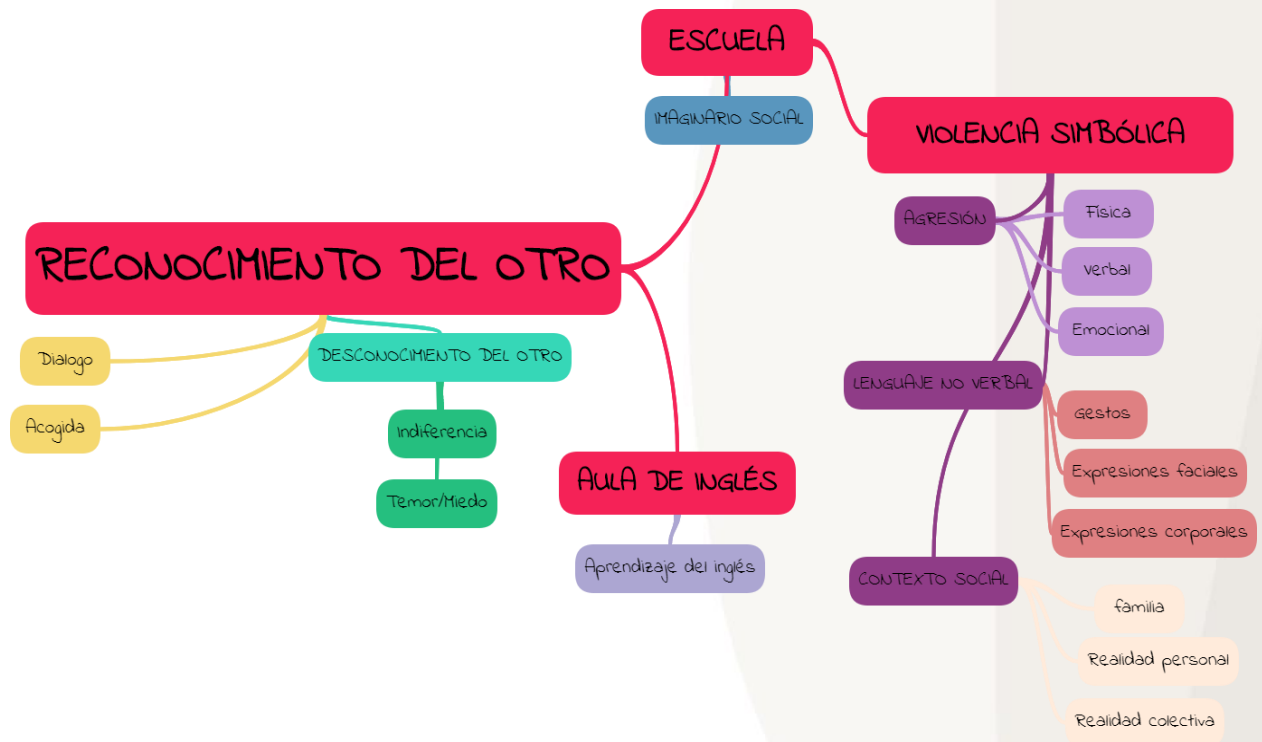 ESCUELA
IMAGINARIO SOCIAL
VIOLENCIA SIMBÓLICA
AGRESIÓN
Física
Verbal
Emocional
RECONOCIMIENTO DEL OTRO
Dialogo
DESCONOCIMIENTO DEL OTRO
Acogida
Indiferencia
Temor/Miedo
AULA DE INGLÉS
Aprendizaje del inglés
LENGUAJE NO VERBAL
Gestos
Expresiones faciales
Expresiones corporales
CONTEXTO SOCIAL
familia
Realidad personal
Realidad colectiva